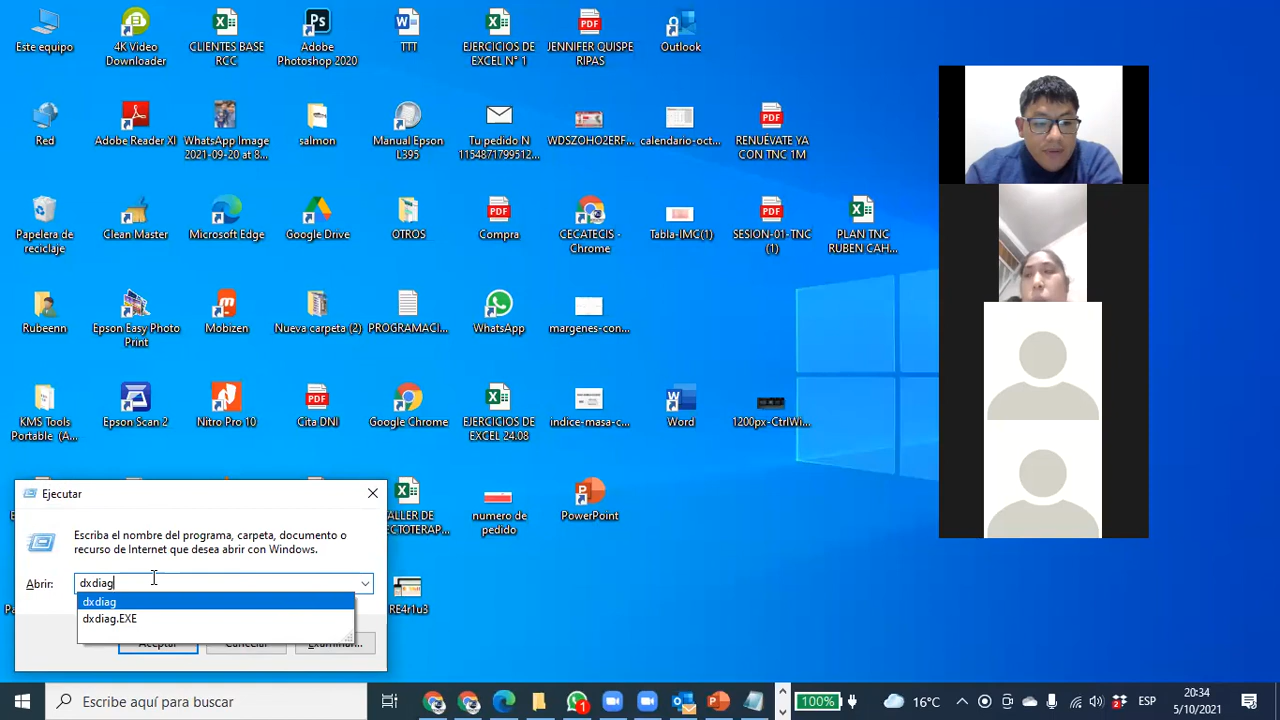 Este equipo
4K Video
Downloader
CLIENTES BASE
RCC
Adobe
Photoshop 2020
TTT
EJERCICIOS DE
EXCEL N° 1
JENNIFER QUISPE
RIPAS
Outlook
Red
Adobe Reader XI
WhatsApp Image
2021-09-20 at 8...
salmon
Manual Epson
L395
Tu pedido N
1154871799512...
WDSZOHO2ERF...
calendario-oct...
RENUÉVATE YA
CON TNC 1M
Papelera de
reciclaje
Clean Master
Microsoft Edge
Google Drive
OTROS
Compra
CECATECIS -
Chrome
Tabla-IMC(1)
SESION-01-TNC
(1)
PLAN TNC
RUBEN CAH...
Rubeenn
Epson Easy Photo
Print
Mobizen
Nueva carpeta (2)
PROGRAMACI...
WhatsApp
margenes-con...
KMS Tools
Portable (A...
Epson Scan 2
Nitro Pro 10
Cita DNI
Google Chrome
EJERCICIOS DE
EXCEL 24.08
indice-masa-c...
Word
1200px-CtrlWi...
numero de
pedido
PowerPoint
RE4r1u3
Ejecutar
Escriba el nombre del programa, carpeta, documento o
recurso de Internet que desea abrir con Windows.
Abrir:
dxdiag
dxdiag
dxdiag.EXE
Aceptar
Cancelar
Examinar...
Escribe aquí para buscar
100%
16°C
ESP
20:34
5/10/2021